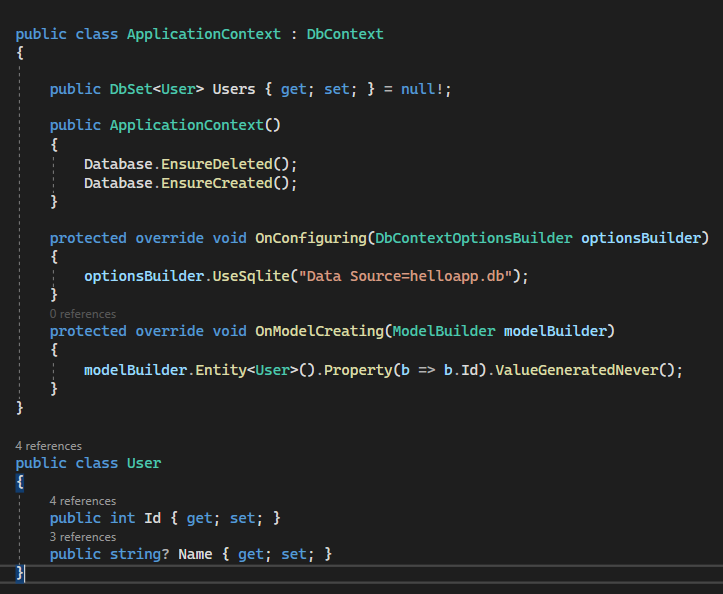 public class ApplicationContext : DbContext
{
public DbSet<User> Users { get; set; } = null!;
public ApplicationContext()
{
Database.EnsureDeleted();
Database.EnsureCreated();
}
protected override void OnConfiguring(DbContextOptionsBuilder optionsBuilder)
{
optionsBuilder.UseSqlite("Data Source=helloapp.db");
}
0 references
protected override void OnModelCreating(ModelBuilder modelBuilder)
{
modelBuilder.Entity<User>().Property(b => b.Id).ValueGeneratedNever();
}
}
4 references
public class User
{
4 references
public int Id { get; set; }
3 references
public string? Name { get; set; }
}